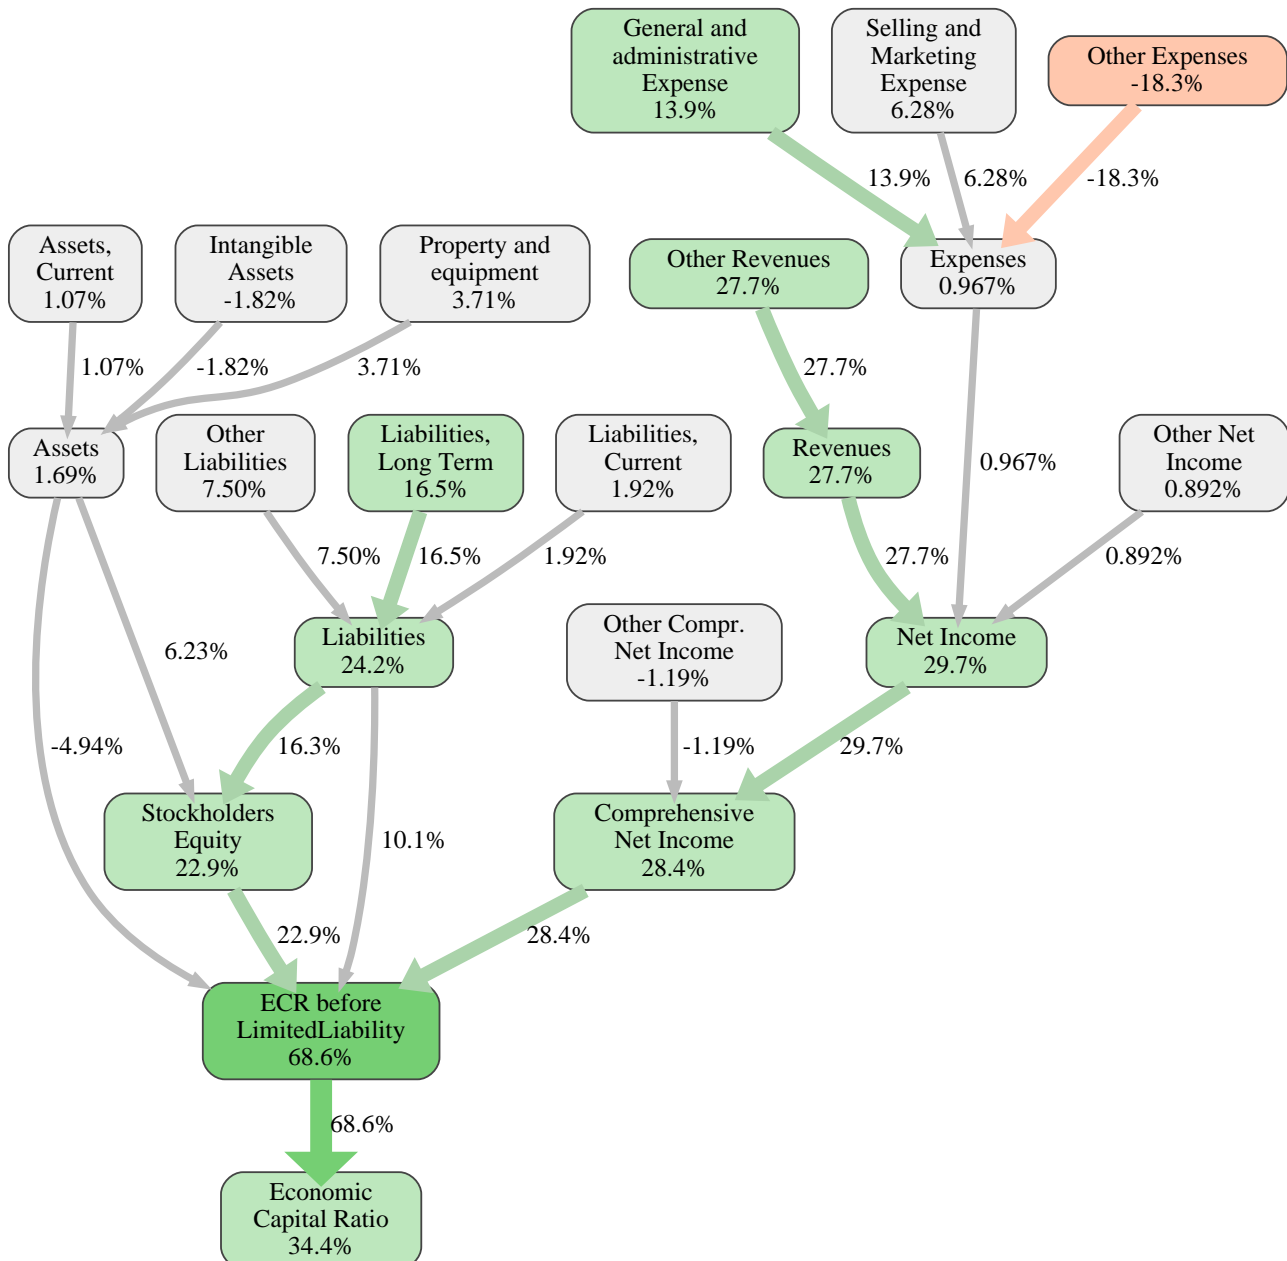 General and
administrative
Expense
13.9%
Selling and
Marketing
Expense
6.28%
Other Expenses
-18.3%
13.9%
6.28%
-18.3%
Assets,
Current
1.07%
Intangible
Assets
-1.82%
Property and
equipment
3.71%
Other Revenues
27.7%
Expenses
0.967%
1.07%
-1.82%
3.71%
27.7%
Assets
1.69%
Other
Liabilities
7.50%
Liabilities,
Long Term
16.5%
Liabilities,
Current
1.92%
Revenues
27.7%
0.967%
Other Net
Income
0.892%
7.50%
16.5%
1.92%
27.7%
0.892%
6.23%
Liabilities
24.2%
Other Compr.
Net Income
-1.19%
Net Income
29.7%
-4.94%
16.3%
-1.19%
29.7%
Stockholders
Equity
22.9%
10.1%
Comprehensive
Net Income
28.4%
22.9%
28.4%
ECR before
LimitedLiability
68.6%
68.6%
Economic
Capital Ratio
34.4%